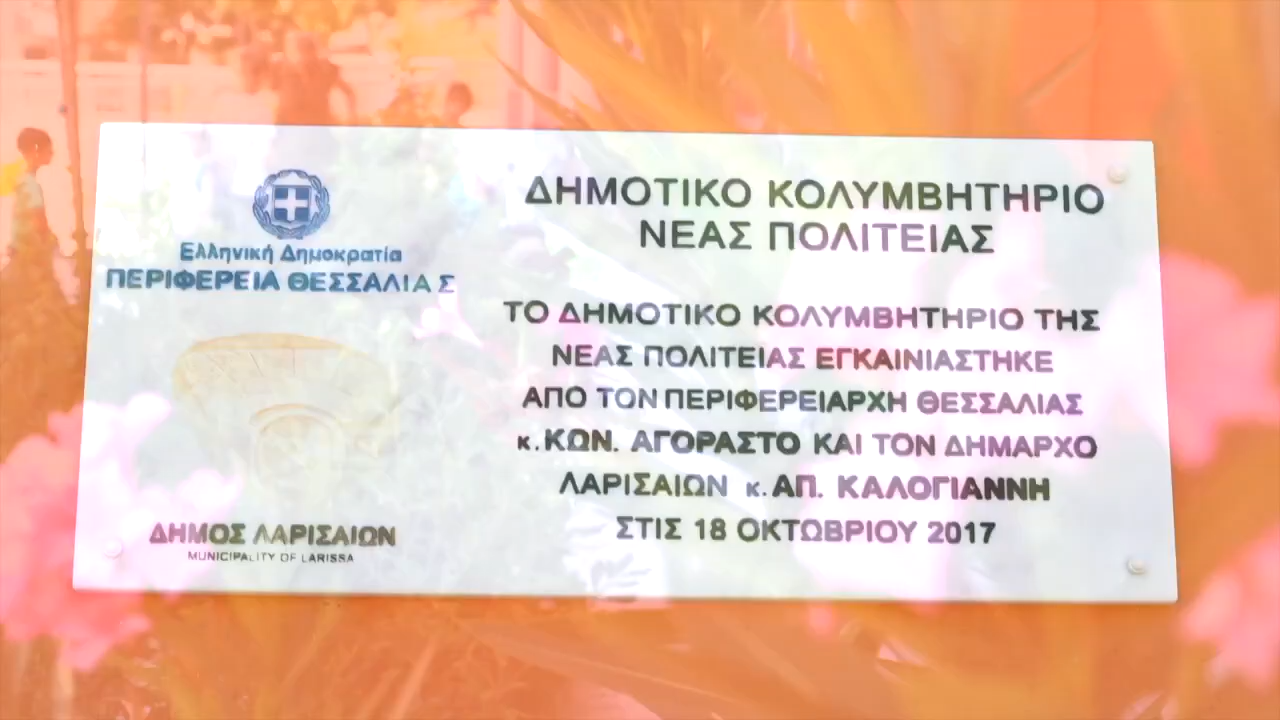 Ελληνική Δημοκρατία
ΠΕΡΙΦΕΡΕΙΑ ΘΕΣΣΑΛΙΑΣ
ΔΗΜΟΣ ΛΑΡΙΣΑΙΩΝ
MUNICIPALITY OF LARISSA
ΔΗΜΟΤΙΚΟ ΚΟΛΥΜΒΗΤΗΡΙΟ
ΝΕΑΣ ΠΟΛΙΤΕΙΑΣ
ΤΟ ΔΗΜΟΤΙΚΟ ΚΟΛΥΜΒΗΤΗΡΙΟ ΤΗΣ
ΝΕΑΣ ΠΟΛΙΤΕΙΑΣ ΕΓΚΑΙΝΙΑΣΤΗΚΕ
ΑΠΟ ΤΟΝ ΠΕΡΙΦΕΡΕΙΑΡΧΗ ΘΕΣΣΑΛΙΑΣ
κ. ΚΩΝ. ΑΓΟΡΑΣΤΟ ΚΑΙ ΤΟΝ ΔΗΜΑΡΧΟ
ΛΑΡΙΣΑΙΩΝ κ. ΑΠ. ΚΑΛΟΓΙΑΝΝΗ
ΣΤΙΣ 18 ΟΚΤΩΒΡΙΟΥ 2017